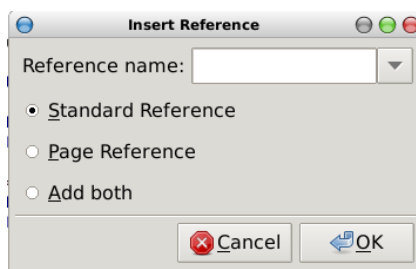 Insert Reference
Reference name:
Standard Reference
Page Reference
Add both
Cancel OK